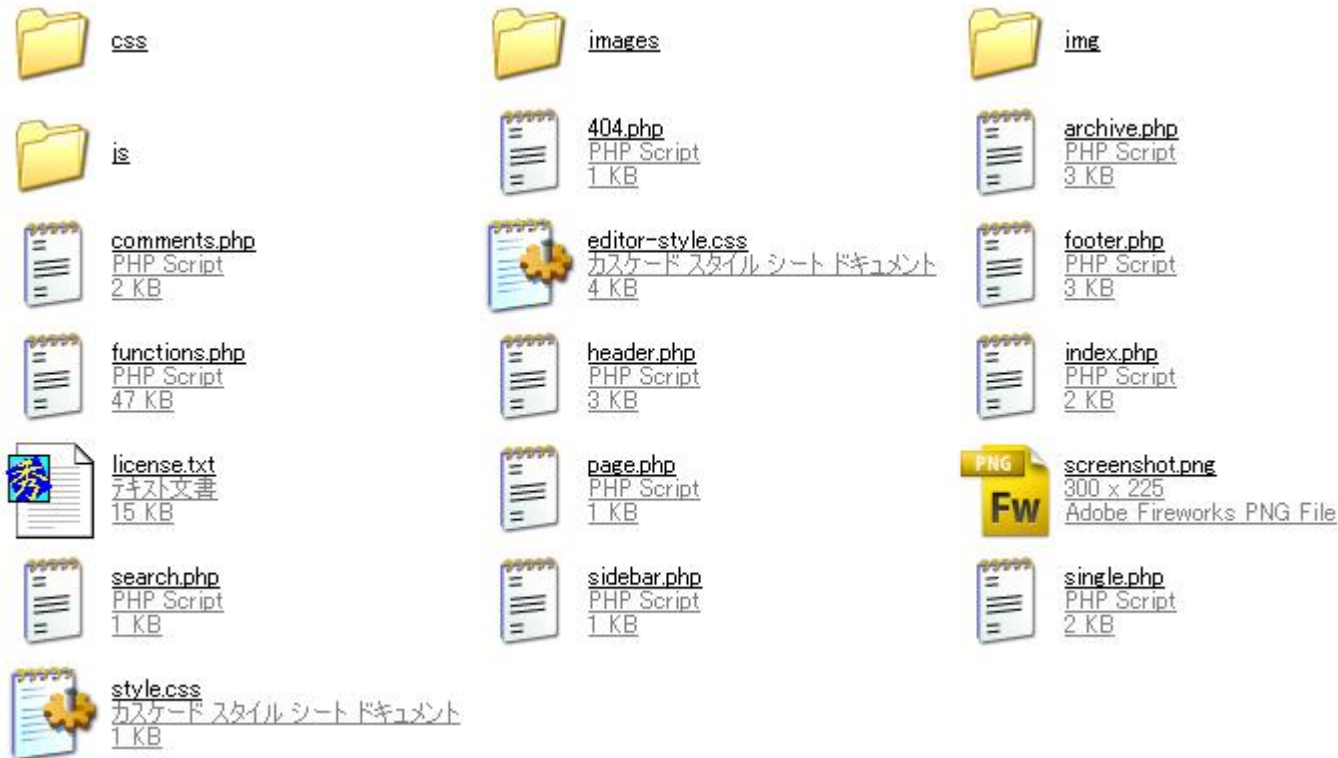 css
images
img
js
404.php
PHP Script
1 KB
archive.php
PHP Script
3 KB
comments.php
PHP Script
2 KB
editor-style.css
カスケード スタイル シート ドキュメント
4 KB
footer.php
PHP Script
3 KB
functions.php
PHP Script
47 KB
header.php
PHP Script
3 KB
index.php
PHP Script
2 KB
秀
license.txt
テキスト文書
15 KB
page.php
PHP Script
1 KB
PNG
Fw
screenshot.png
300 x 225
Adobe Fireworks PNG File
search.php
PHP Script
1 KB
sidebar.php
PHP Script
1 KB
single.php
PHP Script
2 KB
style.css
カスケード スタイル シート ドキュメント
1 KB